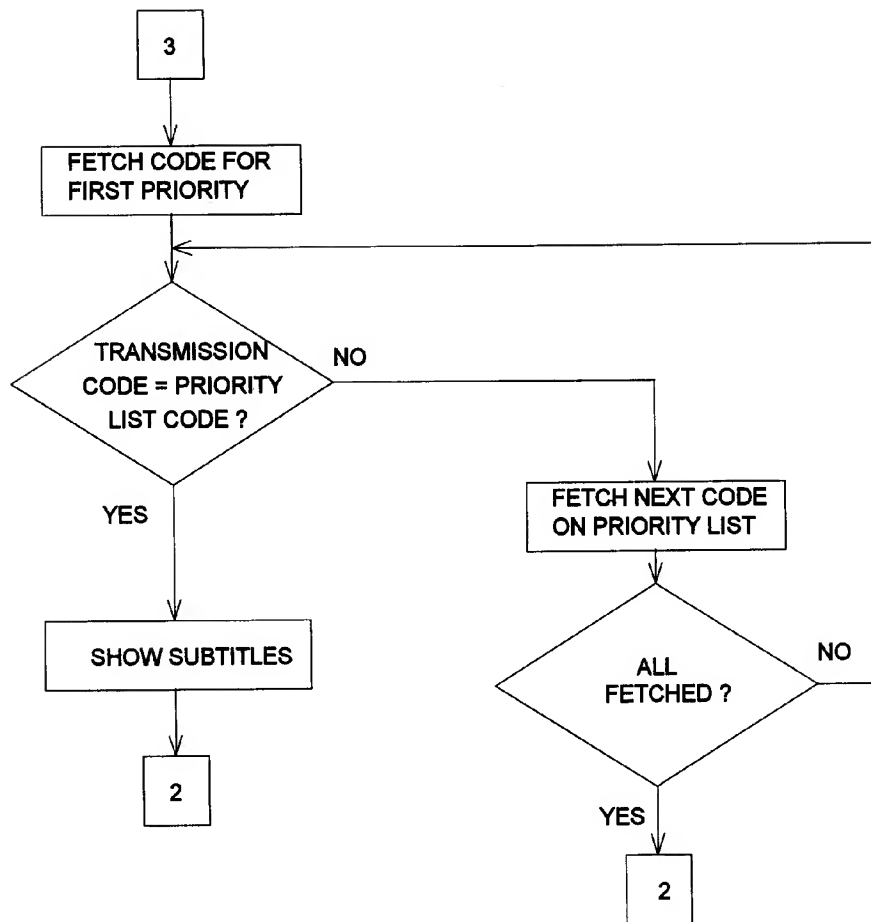 3
FETCH CODE FOR
FIRST PRIORITY
TRANSMISSION
CODE = PRIORITY
LIST CODE ?
NO
YES
FETCH NEXT CODE
ON PRIORITY LIST
SHOW SUBTITLES
ALL
FETCHED ?
NO
2
YES
2